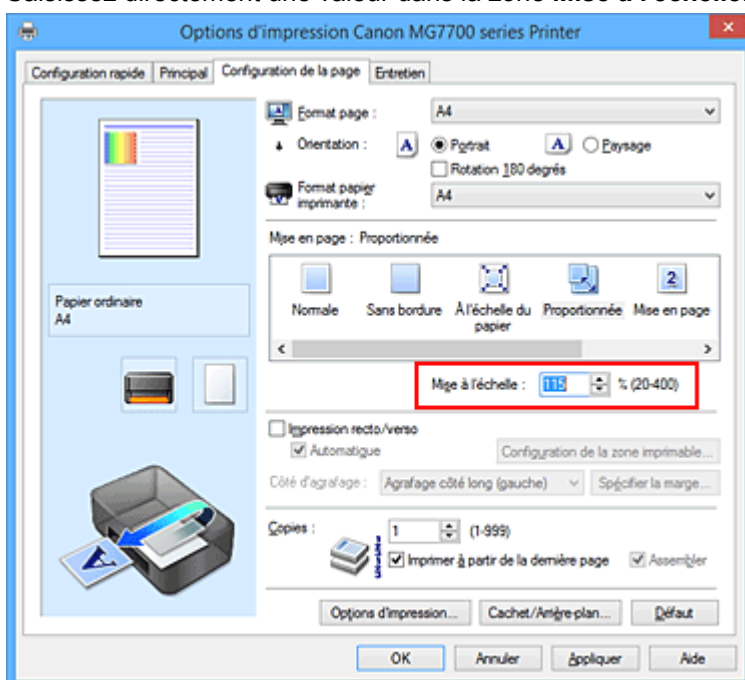 Options d'impression Canon MG7700 series Printer
Configuration rapide Principal Configuration de la page Entretien
Format page : A4
Orientation : A Portrait A Paysage
Rotation 180 degrés
Format papier imprimante : A4
Mise en page : Proportionnée
2
Normale Sans bordure À l'échelle du papier Proportionnée Mise en page
Papier ordinaire
A4
Mise à l'échelle : 115 % (20-400)
Impression recto/verso
Automatique Configuration de la zone imprimable...
Côté d'agrafage : Agrafage côté long (gauche) Spécifier la marge...
Copies : 1 (1-999)
Imprimer à partir de la dernière page Assembler
Options d'impression... Cachet/Arrière-plan... Défaut
OK Annuler Appliquer Aide